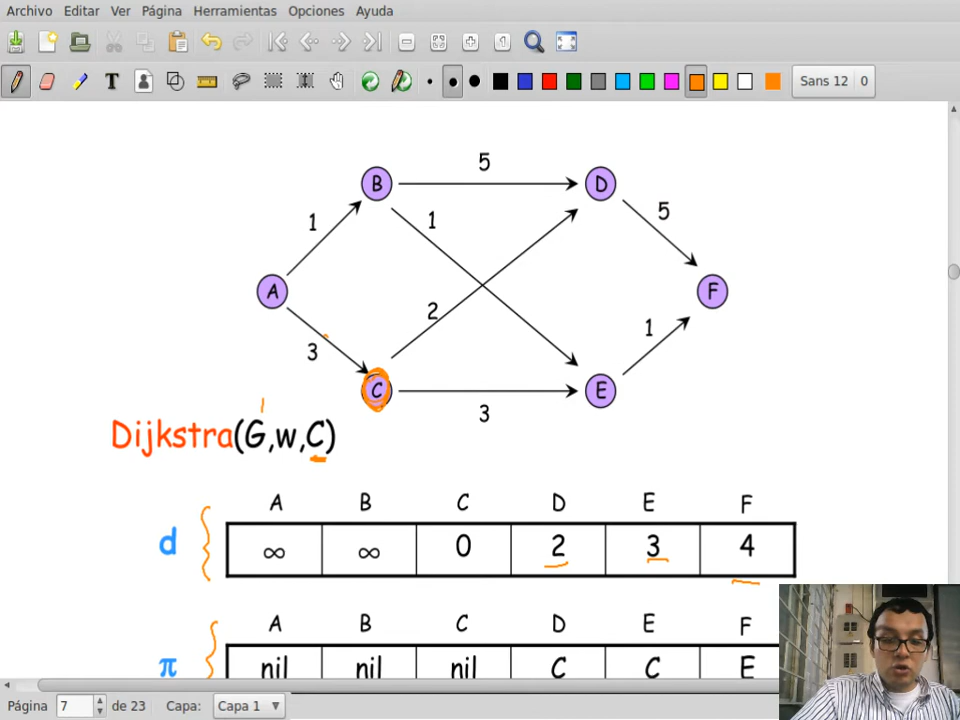 Archivo Editar Ver Página Herramientas Opciones Ayuda
T Sans 12 0
5
B D
1 1 5
A F
2 1
3
C E
3
Dijkstra(G,w,C)
A B C D E F
d ∞ ∞ 0 2 3 4
A B C D E F
π nil nil nil C C E
Página 7 de 23 Capa: Capa 1